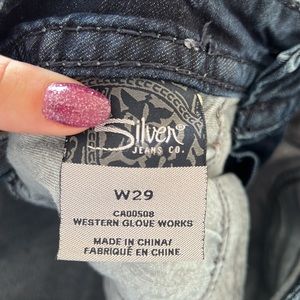 Silver
JEANS CO.
W29
CA00508
WESTERN GLOVE WORKS
MADE IN CHINA/
FABRIQUÉ EN CHINE